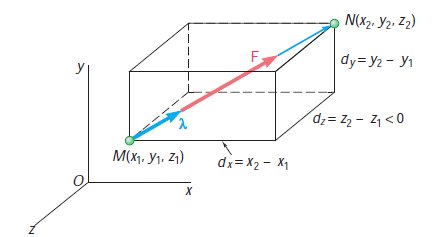 N(x₂, y₂, z₂)
F
dy = y₂ – y₁
y
λ
dz = z₂ – z₁ < 0
M(x₁, y₁, z₁)
dx = x₂ – x₁
O
x
z